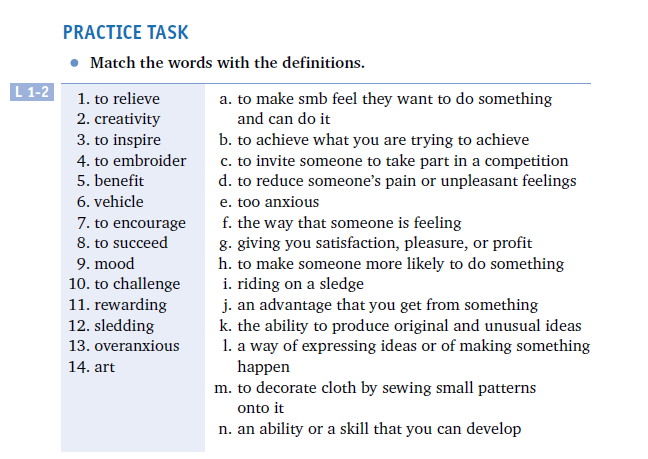 PRACTICE TASK
• Match the words with the definitions.
L 1-2
1. to relieve
2. creativity
3. to inspire
4. to embroider
5. benefit
6. vehicle
7. to encourage
8. to succeed
9. mood
10. to challenge
11. rewarding
12. sledding
13. overanxious
14. art
a. to make smb feel they want to do something
and can do it
b. to achieve what you are trying to achieve
c. to invite someone to take part in a competition
d. to reduce someone's pain or unpleasant feelings
e. too anxious
f. the way that someone is feeling
g. giving you satisfaction, pleasure, or profit
h. to make someone more likely to do something
i. riding on a sledge
j. an advantage that you get from something
k. the ability to produce original and unusual ideas
l. a way of expressing ideas or of making something
happen
m. to decorate cloth by sewing small patterns
onto it
n. an ability or a skill that you can develop